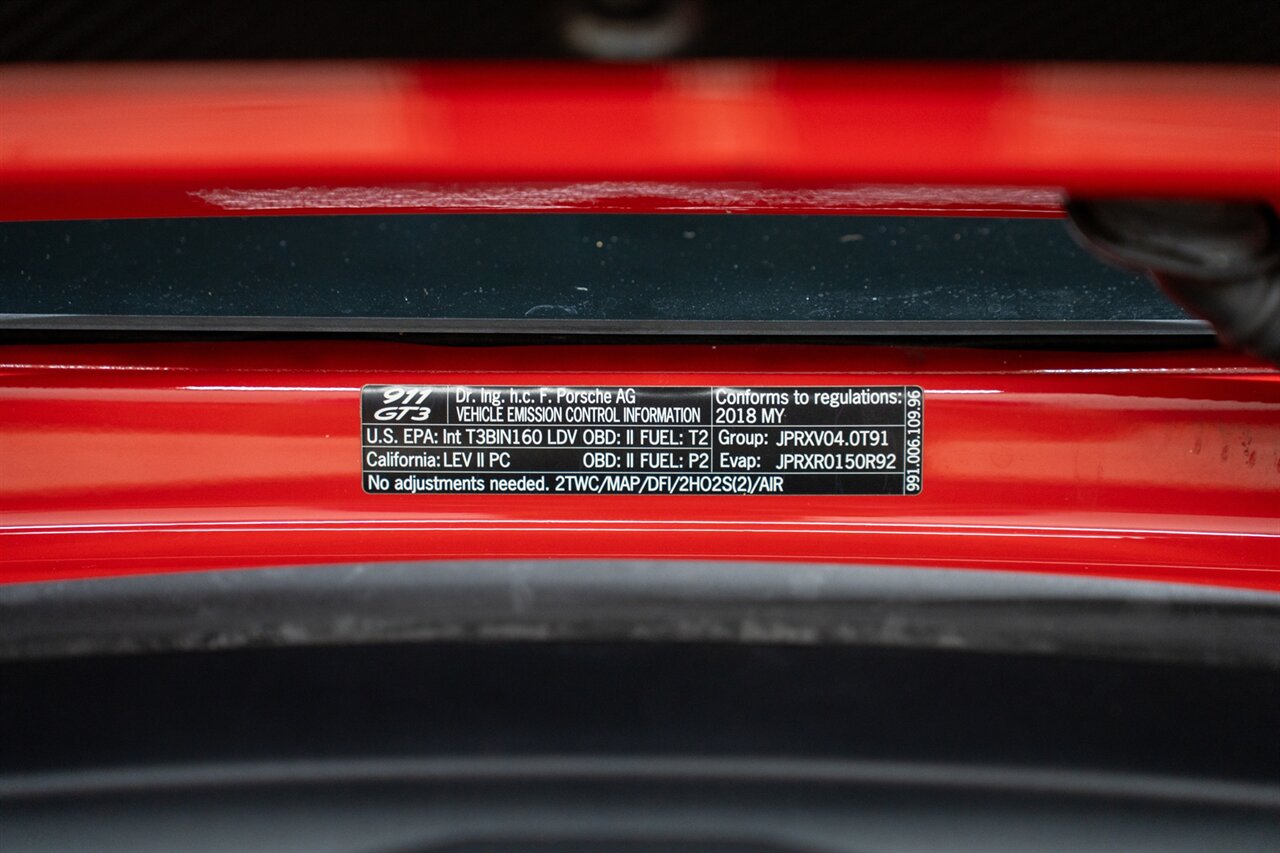 911 GT3
Dr. Ing. h.c. F. Porsche AG
VEHICLE EMISSION CONTROL INFORMATION
Conforms to regulations:
2018 MY
U.S. EPA: Int T3BIN160 LDV OBD: II FUEL: T2
Group: JPRXV04.0T91
California: LEV II PC OBD: II FUEL: P2
Evap: JPRXR0150R92
No adjustments needed. 2TWC/MAP/DFI/2HO2S(2)/AIR
991.006.109.96